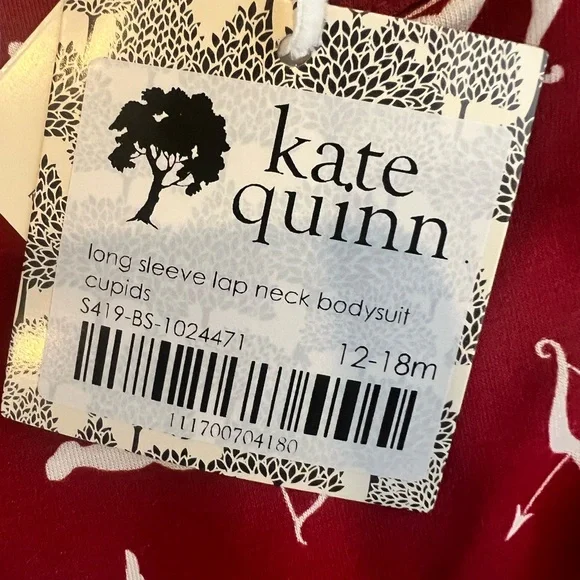 kate
quinn
long sleeve lap neck bodysuit
cupids
S419-BS-1024471
12-18m
111700704180